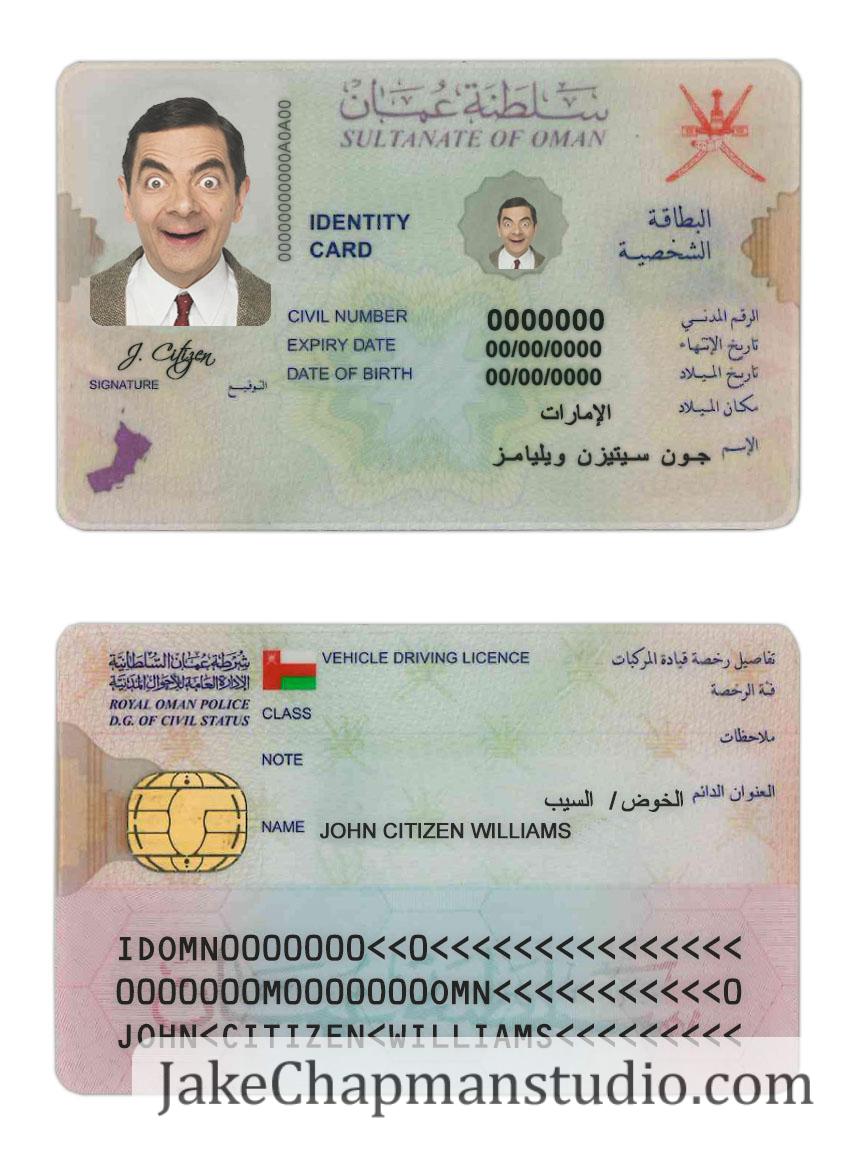 سلطنة عمان
SULTANATE OF OMAN
000000000000A0A00
IDENTITY
CARD
البطاقة
الشخصية
CIVIL NUMBER 0000000 الرقم المدني
EXPIRY DATE 00/00/0000 تاريخ الإنتهاء
DATE OF BIRTH 00/00/0000 تاريخ الميلاد
الإمارات مكان الميلاد
الإسم جون سيتيزن ويليامز
J. Citizen
SIGNATURE التوقيع
شرطة عمان السلطانية
الإدارة العامة للأحوال المدنية
ROYAL OMAN POLICE
D.G. OF CIVIL STATUS
VEHICLE DRIVING LICENCE تفاصيل رخصة قيادة المركبات
CLASS فئة الرخصة
NOTE ملاحظات
العنوان الدائم الخوض / السيب
NAME JOHN CITIZEN WILLIAMS
IDOMN0000000<<0<<<<<<<<<<<<<<<
0000000M00000000OMN<<<<<<<<<<<0
JOHN<CITIZEN<WILLIAMS<<<<<<<<<
JakeChapmanstudio.com